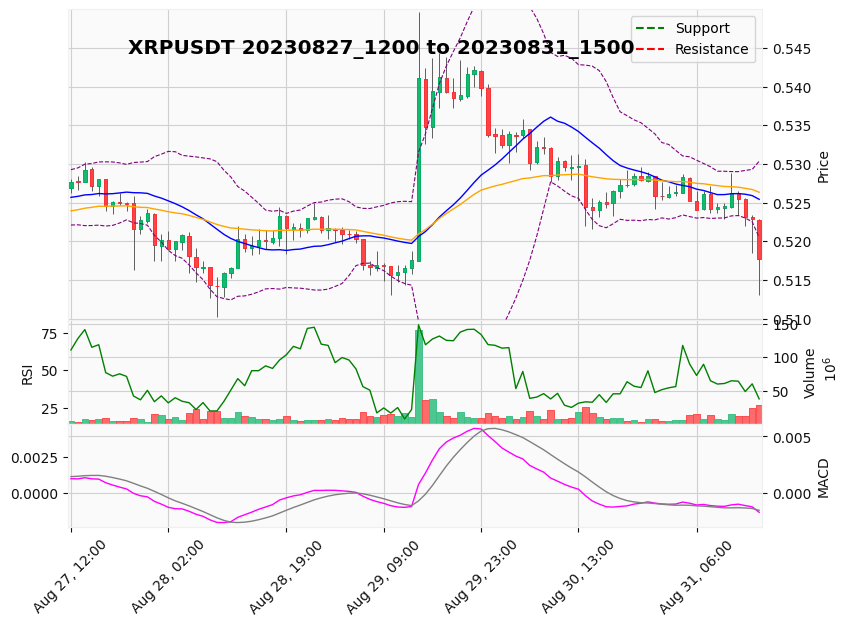 XRPUSDT 20230827_1200 to 20230831_1500
Support
Resistance
0.545
0.540
0.535
0.530
0.525
0.520
0.515
0.510
Price
75
50
25
RSI
150
100
50
Volume
10^6
0.0025
0.0000
0.005
0.000
MACD
Aug 27, 12:00
Aug 28, 02:00
Aug 28, 19:00
Aug 29, 09:00
Aug 29, 23:00
Aug 30, 13:00
Aug 31, 06:00